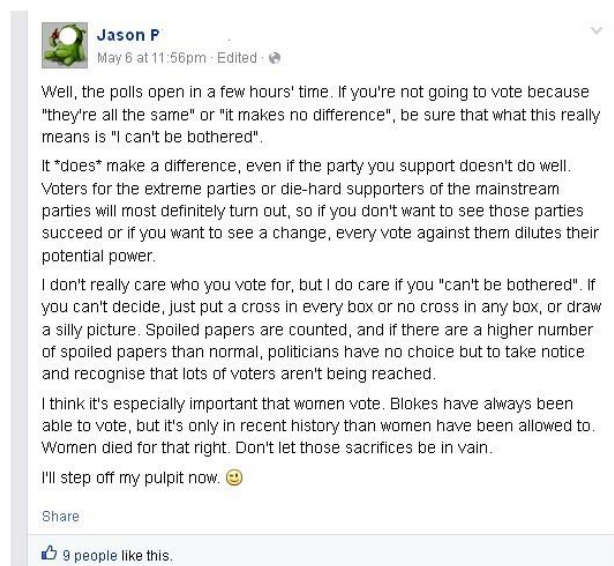 Jason P
May 6 at 11:56pm · Edited ·
Well, the polls open in a few hours' time. If you're not going to vote because
"they're all the same" or "it makes no difference", be sure that what this really
means is "I can't be bothered".
It *does* make a difference, even if the party you support doesn't do well.
Voters for the extreme parties or die-hard supporters of the mainstream
parties will most definitely turn out, so if you don't want to see those parties
succeed or if you want to see a change, every vote against them dilutes their
potential power.
I don't really care who you vote for, but I do care if you "can't be bothered". If
you can't decide, just put a cross in every box or no cross in any box, or draw
a silly picture. Spoiled papers are counted, and if there are a higher number
of spoiled papers than normal, politicians have no choice but to take notice
and recognise that lots of voters aren't being reached.
I think it's especially important that women vote. Blokes have always been
able to vote, but it's only in recent history than women have been allowed to.
Women died for that right. Don't let those sacrifices be in vain.
I'll step off my pulpit now.
Share
9 people like this.